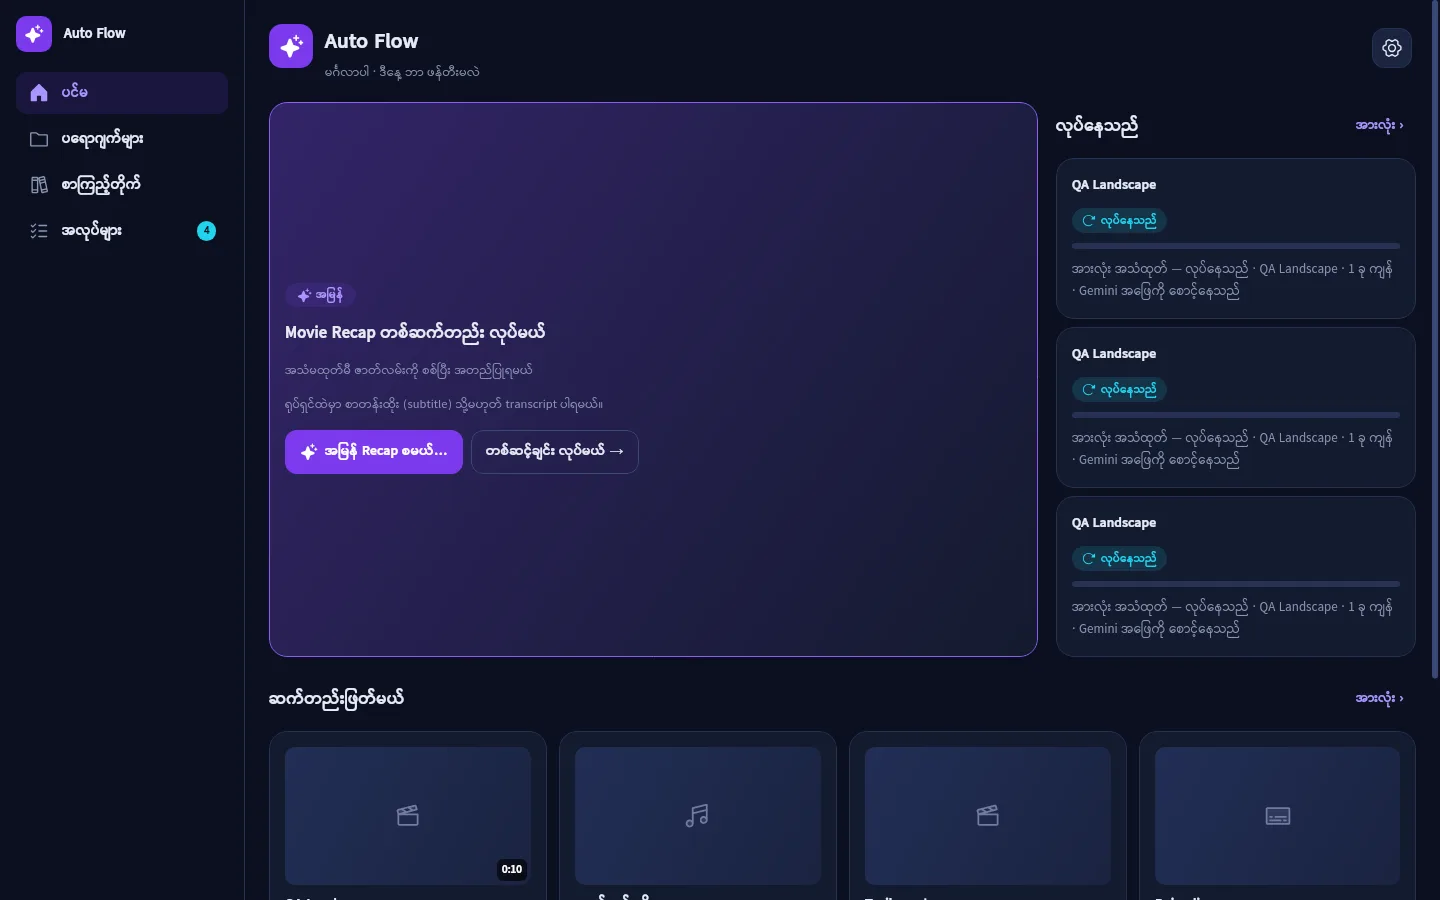 Auto Flow
ပင်မ
ပရောဂျက်များ
စာကြည့်တိုက်
အလုပ်များ
4
Auto Flow
မင်္ဂလာပါ · ဒီနေ့ ဘာ ဖန်တီးမလဲ
အမြန်
Movie Recap တစ်ဆက်တည်း လုပ်မယ်
အသံမထုတ်မီ ဇာတ်လမ်းကို စစ်ပြီး အတည်ပြုရမယ်
ရုပ်ရှင်ထဲမှာ စာတန်းထိုး (subtitle) သို့မဟုတ် transcript ပါရမယ်။
အမြန် Recap စမယ်...
တစ်ဆင့်ချင်း လုပ်မယ် →
လုပ်နေသည်
အားလုံး ›
QA Landscape
လုပ်နေသည်
အားလုံး အသံထုတ် — လုပ်နေသည် · QA Landscape · 1 ခု ကျန်
· Gemini အဖြေကို စောင့်နေသည်
QA Landscape
လုပ်နေသည်
အားလုံး အသံထုတ် — လုပ်နေသည် · QA Landscape · 1 ခု ကျန်
· Gemini အဖြေကို စောင့်နေသည်
QA Landscape
လုပ်နေသည်
အားလုံး အသံထုတ် — လုပ်နေသည် · QA Landscape · 1 ခု ကျန်
· Gemini အဖြေကို စောင့်နေသည်
ဆက်တည်းဖြတ်မယ်
အားလုံး ›
0:10